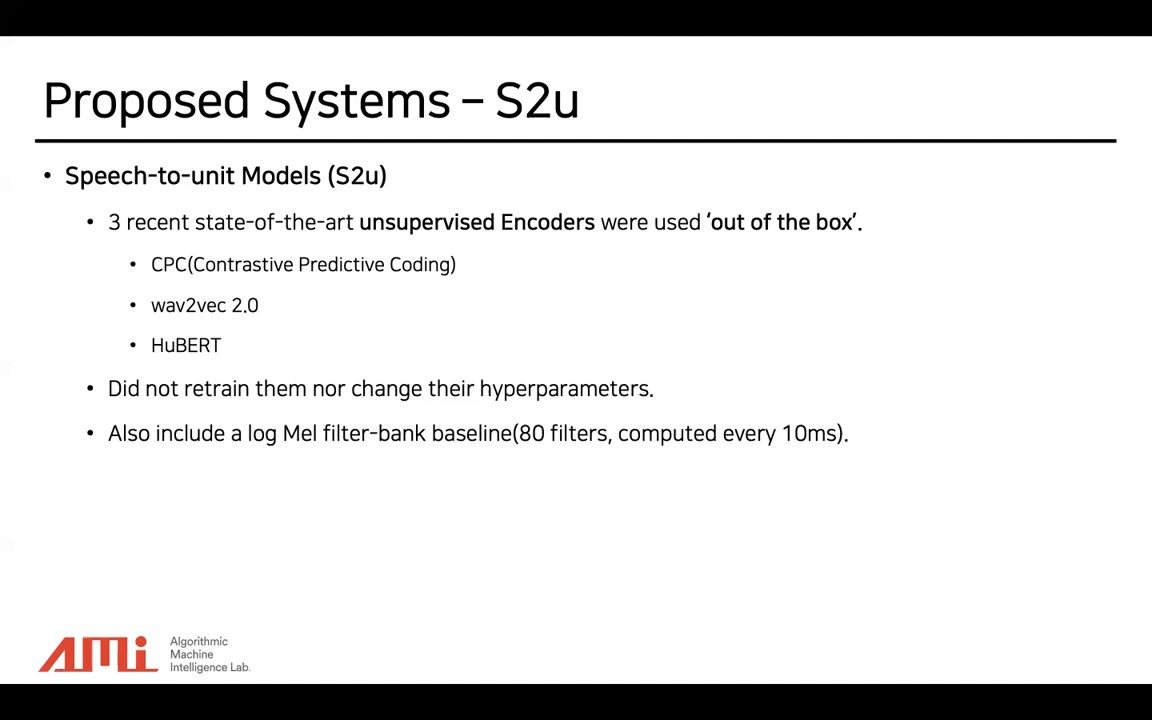 Proposed Systems – S2u
• Speech-to-unit Models (S2u)
• 3 recent state-of-the-art unsupervised Encoders were used ‘out of the box’.
• CPC(Contrastive Predictive Coding)
• wav2vec 2.0
• HuBERT
• Did not retrain them nor change their hyperparameters.
• Also include a log Mel filter-bank baseline(80 filters, computed every 10ms).
AMi
Algorithmic
Machine
Intelligence Lab.